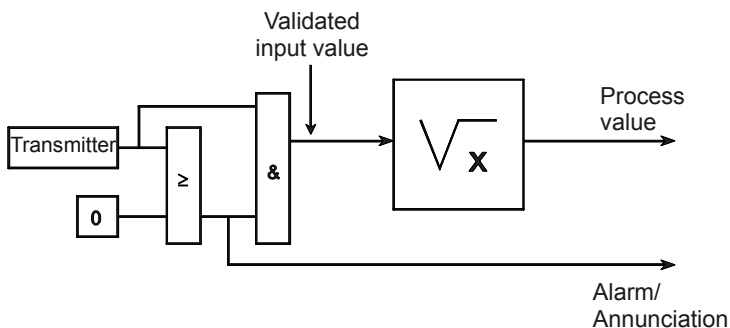 Validated
input value
Process
value
Transmitter
≥
&
√x
0
Alarm/
Annunciation